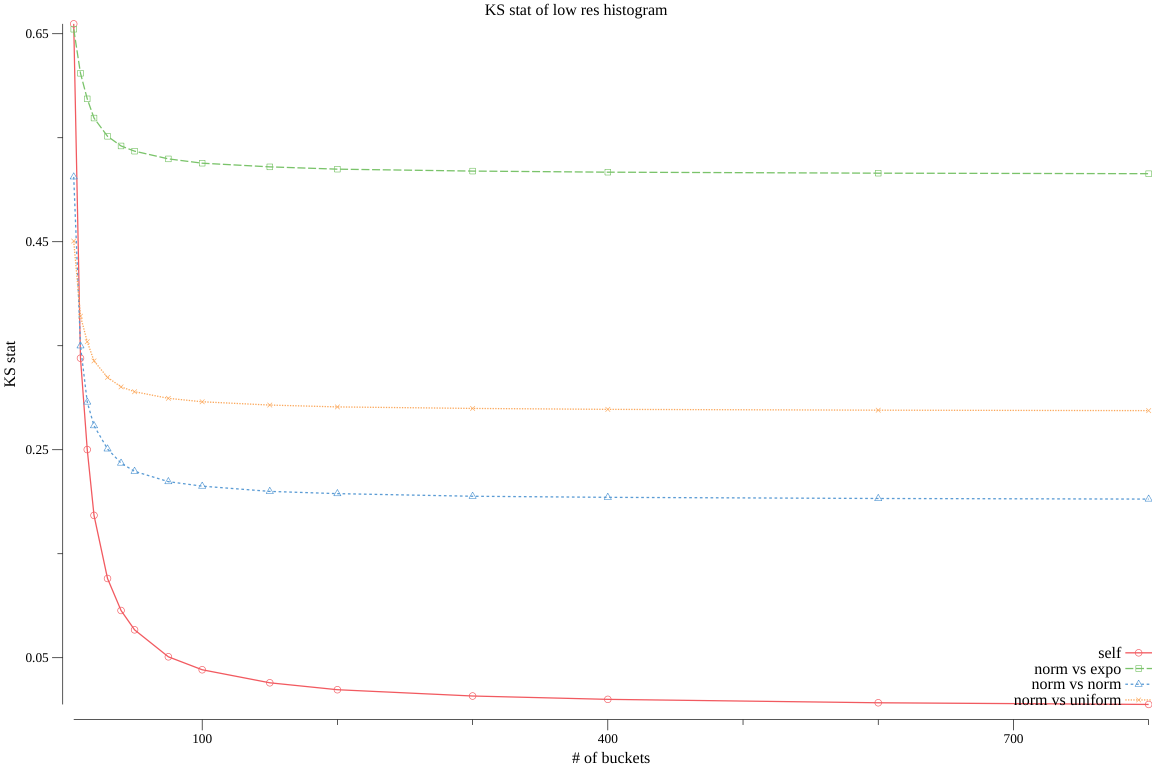 KS stat of low res histogram
0.65
0.45
KS stat
0.25
0.05
self
norm vs expo
norm vs norm
norm vs uniform
100 400 700
# of buckets